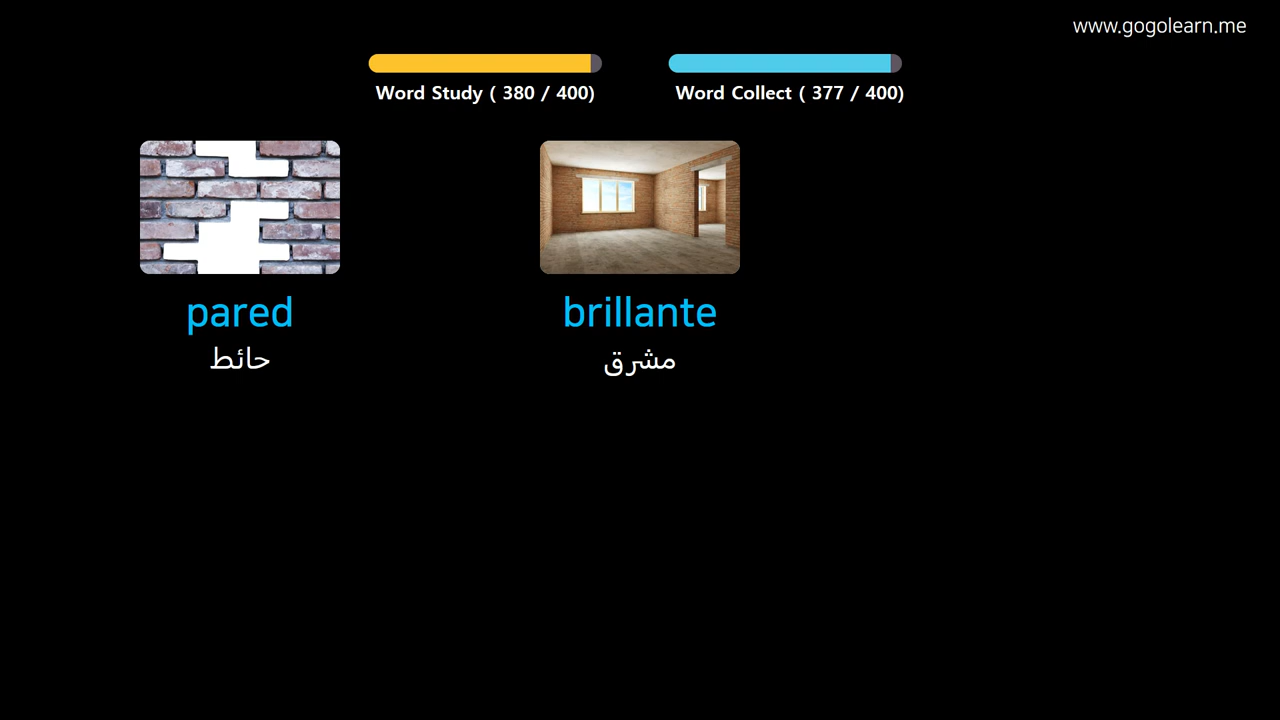 www.gogolearn.me
Word Study ( 380 / 400)
Word Collect ( 377 / 400)
pared
حائط
brillante
مشرق